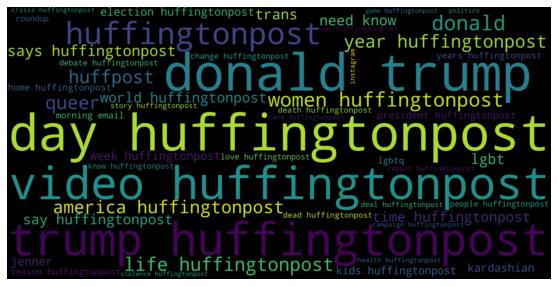 crisis huffingtonpost
election huffingtonpost
trans
game huffingtonpost
politico
roundup
huffingtonpost
need know
donald
says huffingtonpost
debate huffingtonpost
change huffingtonpost
instagram
year huffingtonpost
huffpost
donald trump
years huffingtonpost
home huffingtonpost
world huffingtonpost
women huffingtonpost
queer
story huffingtonpost
death huffingtonpost
morning email
race huffingtonpost
president huffingtonpost
day huffingtonpost
week huffingtonpost
love huffingtonpost
lgbtq
lgbt
know huffingtonpost
report huffingtonpost
video huffingtonpost
america huffingtonpost
deal huffingtonpost
people huffingtonpost
say huffingtonpost
dead huffingtonpost
time huffingtonpost
campaign huffingtonpost
trump huffingtonpost
jenner
life huffingtonpost
health huffingtonpost
season huffingtonpost
violence huffingtonpost
kids huffingtonpost
kardashian